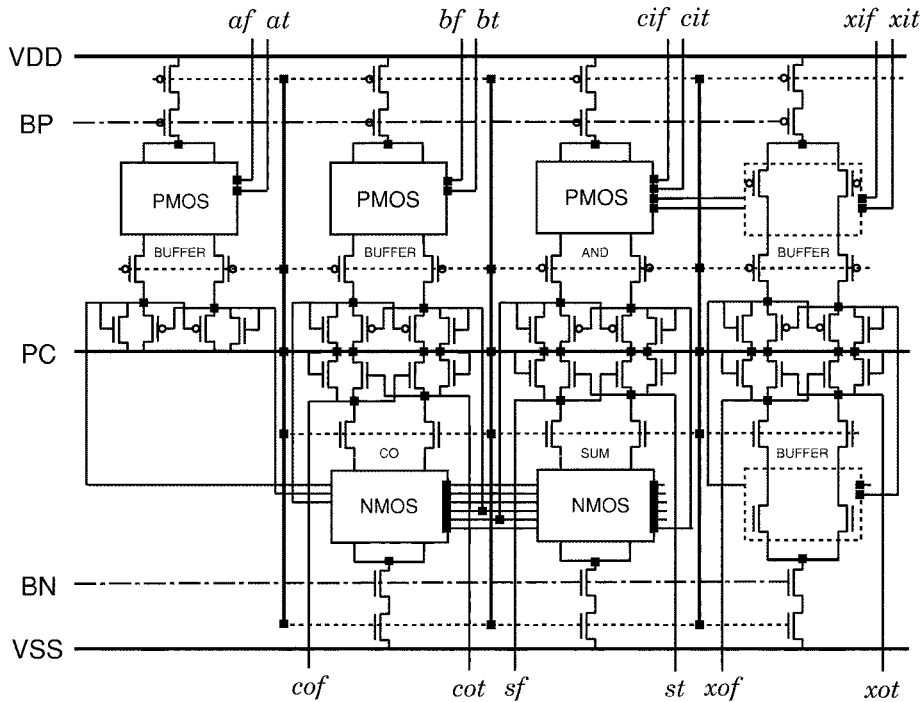 af at bf bt cif cit xif xit
VDD
BP
PMOS PMOS PMOS
BUFFER BUFFER AND BUFFER
PC
CO SUM BUFFER
NMOS NMOS
BN
VSS
cof cot sf st xof xot